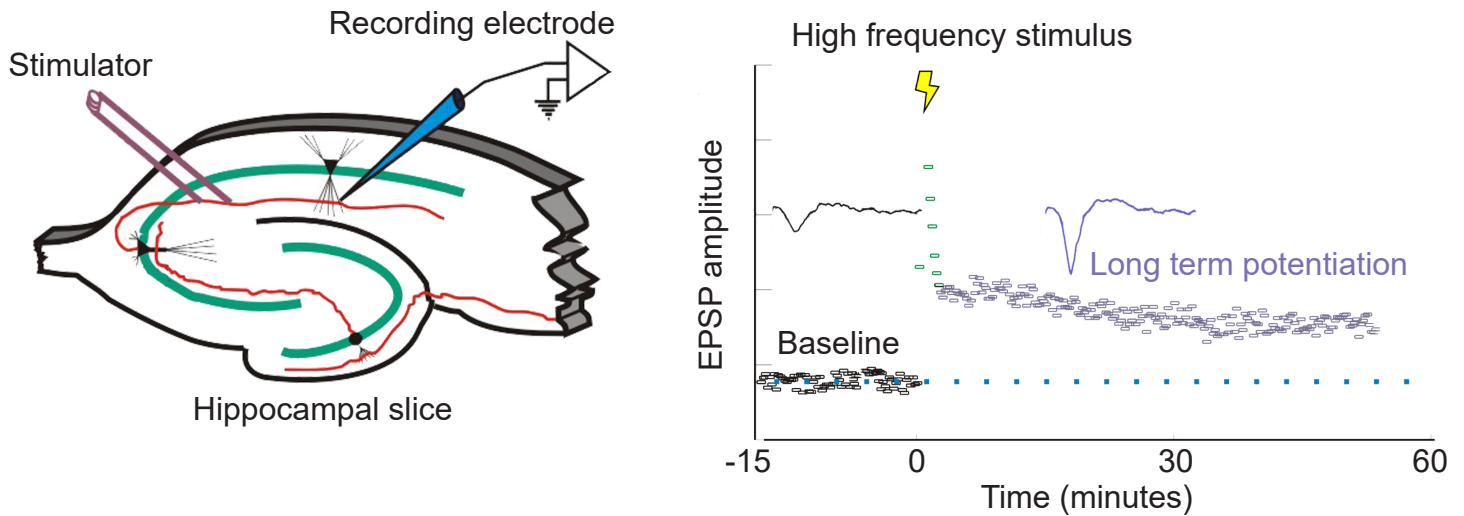 Recording electrode
Stimulator
Hippocampal slice
High frequency stimulus
EPSP amplitude
Long term potentiation
Baseline
-15 0 30 60
Time (minutes)